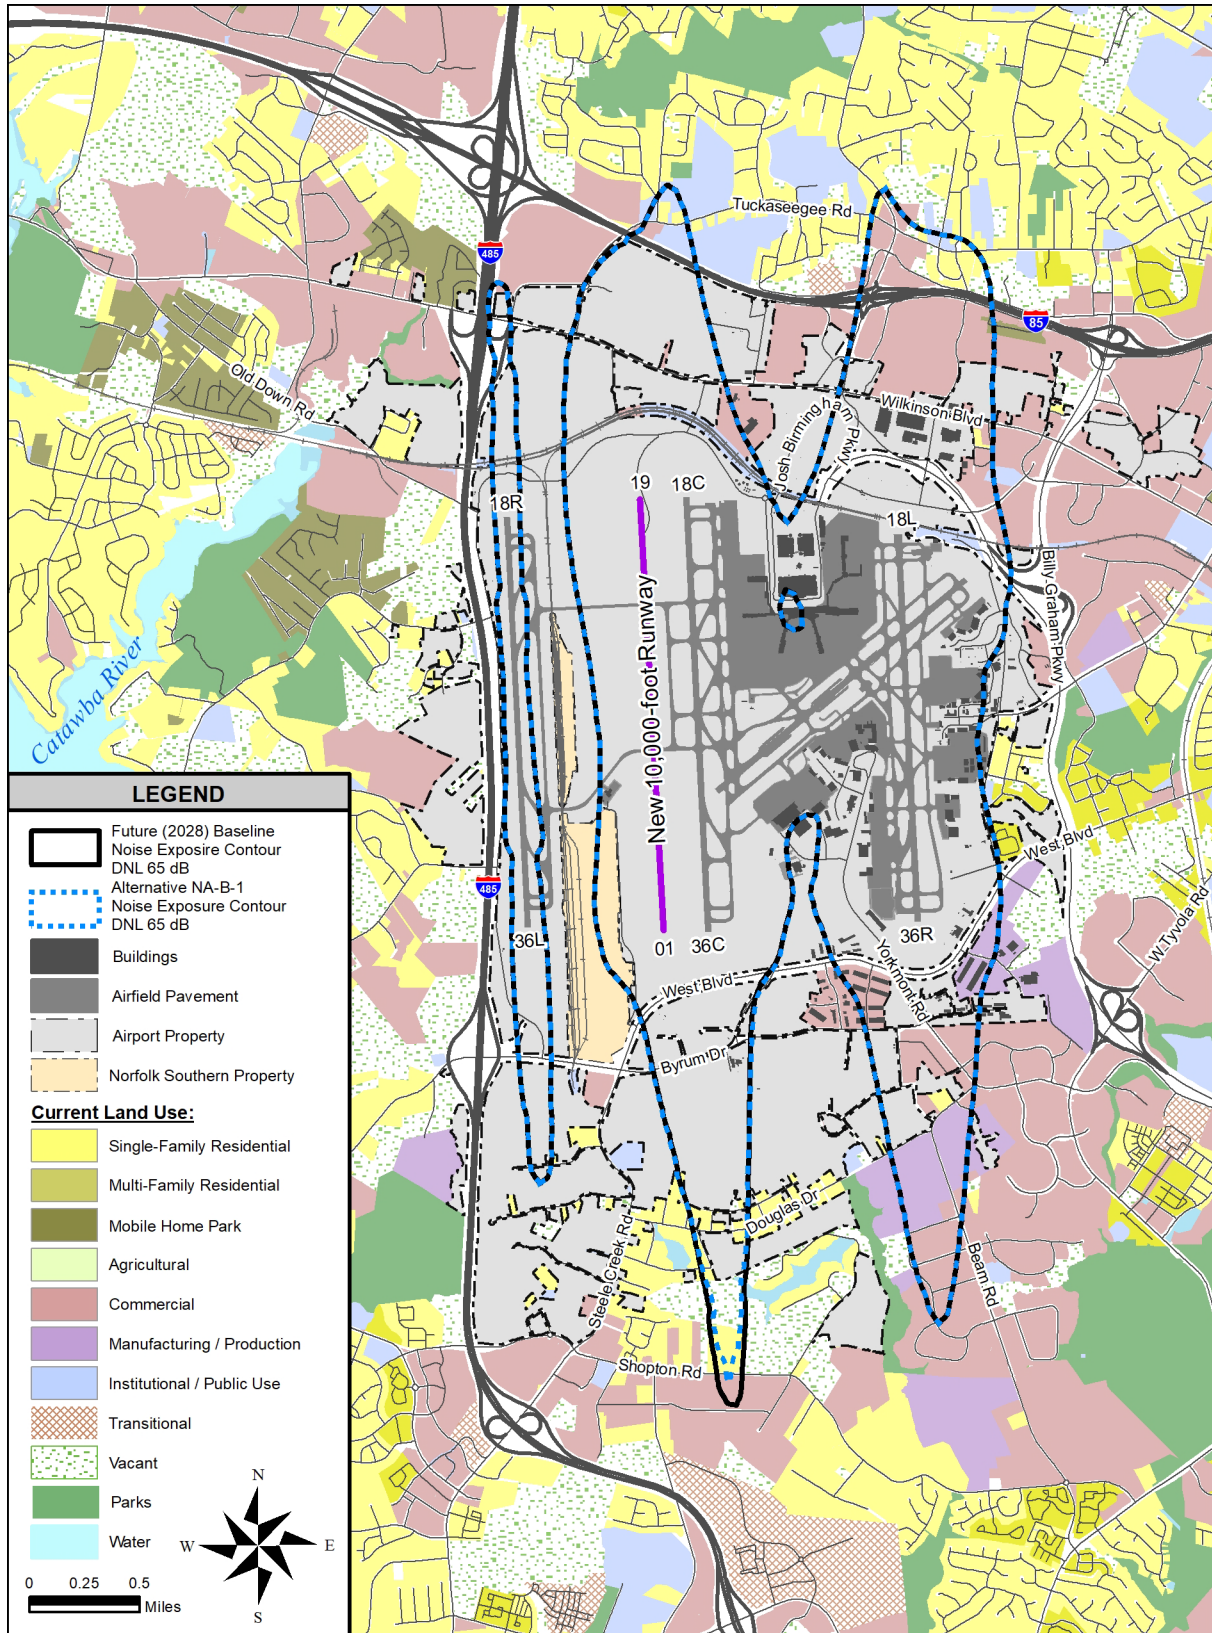 Tuckaseegee Rd
485
85
Old Down Rd
Wilkinson Blvd
Josh Birmingham Pkwy
19
18C
18R
18L
Billy Graham Pkwy
New 10,000-foot Runway
Catawba River
West Blvd
W Tyvola Rd
485
36L
01
36C
36R
Yorkmont Rd
West Blvd
Byrum Dr
Douglas Dr
Steele Creek Rd
Beam Rd
Shopton Rd
LEGEND
Future (2028) Baseline
Noise Exposire Contour
DNL 65 dB
Alternative NA-B-1
Noise Exposure Contour
DNL 65 dB
Buildings
Airfield Pavement
Airport Property
Norfolk Southern Property
Current Land Use:
Single-Family Residential
Multi-Family Residential
Mobile Home Park
Agricultural
Commercial
Manufacturing / Production
Institutional / Public Use
Transitional
Vacant
Parks
Water
N
W
E
S
0 0.25 0.5
Miles